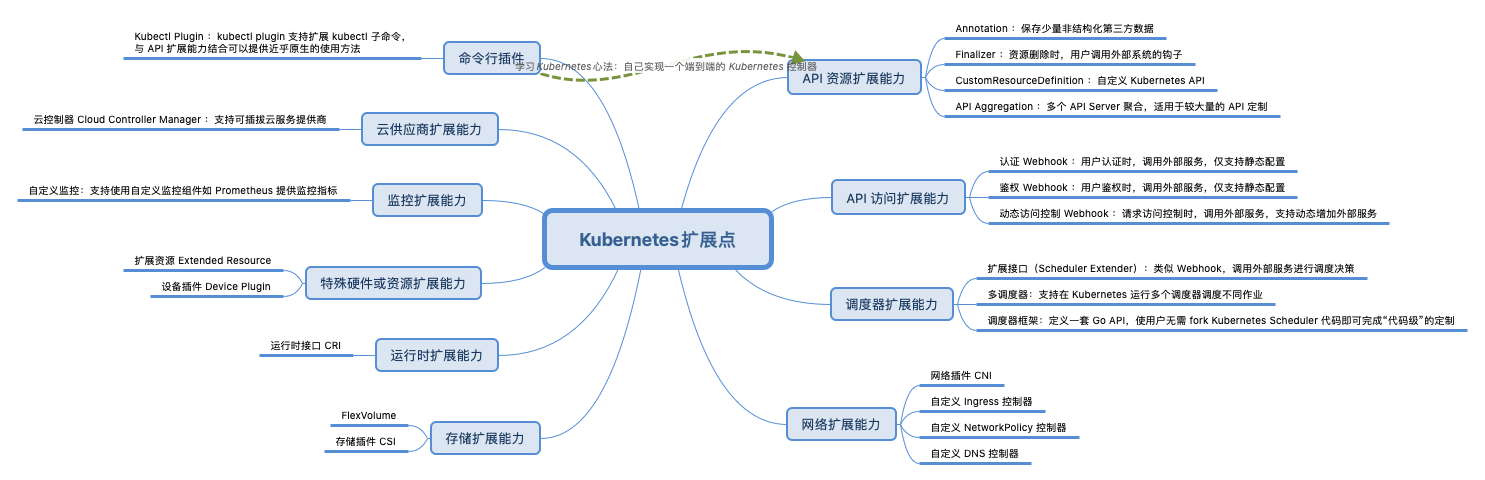 Kubernetes 扩展点
命令行插件
Kubectl Plugin： kubectl plugin 支持扩展 kubectl 子命令，
与 API 扩展能力结合可以提供近乎原生的使用方法
学习 Kubernetes 心法：自己实现一个端到端的 Kubernetes 控制器
云供应商扩展能力
云控制器 Cloud Controller Manager： 支持可插拔云服务提供商
监控扩展能力
自定义监控：支持使用自定义监控组件如 Prometheus 提供监控指标
特殊硬件或资源扩展能力
扩展资源 Extended Resource
设备插件 Device Plugin
运行时扩展能力
运行时接口 CRI
存储扩展能力
FlexVolume
存储插件 CSI
API 资源扩展能力
Annotation： 保存少量非结构化第三方数据
Finalizer： 资源删除时，用户调用外部系统的钩子
CustomResourceDefinition： 自定义 Kubernetes API
API Aggregation： 多个 API Server 聚合，适用于较大量的 API 定制
API 访问扩展能力
认证 Webhook： 用户认证时，调用外部服务，仅支持静态配置
鉴权 Webhook： 用户鉴权时，调用外部服务，仅支持静态配置
动态访问控制 Webhook： 请求访问控制时，调用外部服务，支持动态增加外部服务
调度器扩展能力
扩展接口（Scheduler Extender）： 类似 Webhook，调用外部服务进行调度决策
多调度器：支持在 Kubernetes 运行多个调度器调度不同作业
调度器框架：定义一套 Go API，使用户无需 fork Kubernetes Scheduler 代码即可完成“代码级”的定制
网络扩展能力
网络插件 CNI
自定义 Ingress 控制器
自定义 NetworkPolicy 控制器
自定义 DNS 控制器